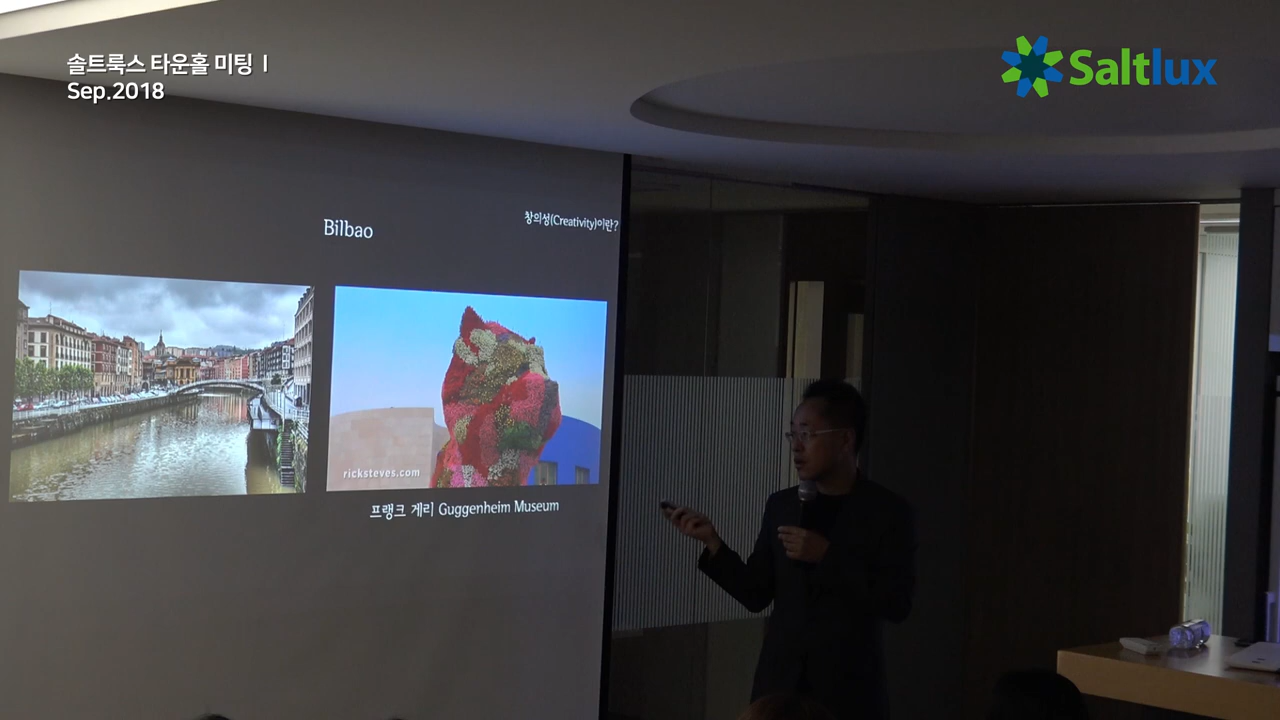 솔트룩스 타운홀 미팅 I
Sep.2018
Saltlux
창의성(Creativity)이란?
Bilbao
ricksteves.com
프랭크 게리 Guggenheim Museum